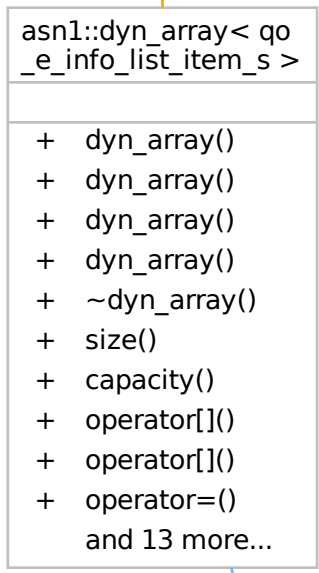 asn1::dyn_array< qo
_e_info_list_item_s >
+ dyn_array()
+ dyn_array()
+ dyn_array()
+ dyn_array()
+ ~dyn_array()
+ size()
+ capacity()
+ operator[]()
+ operator[]()
+ operator=()
and 13 more...